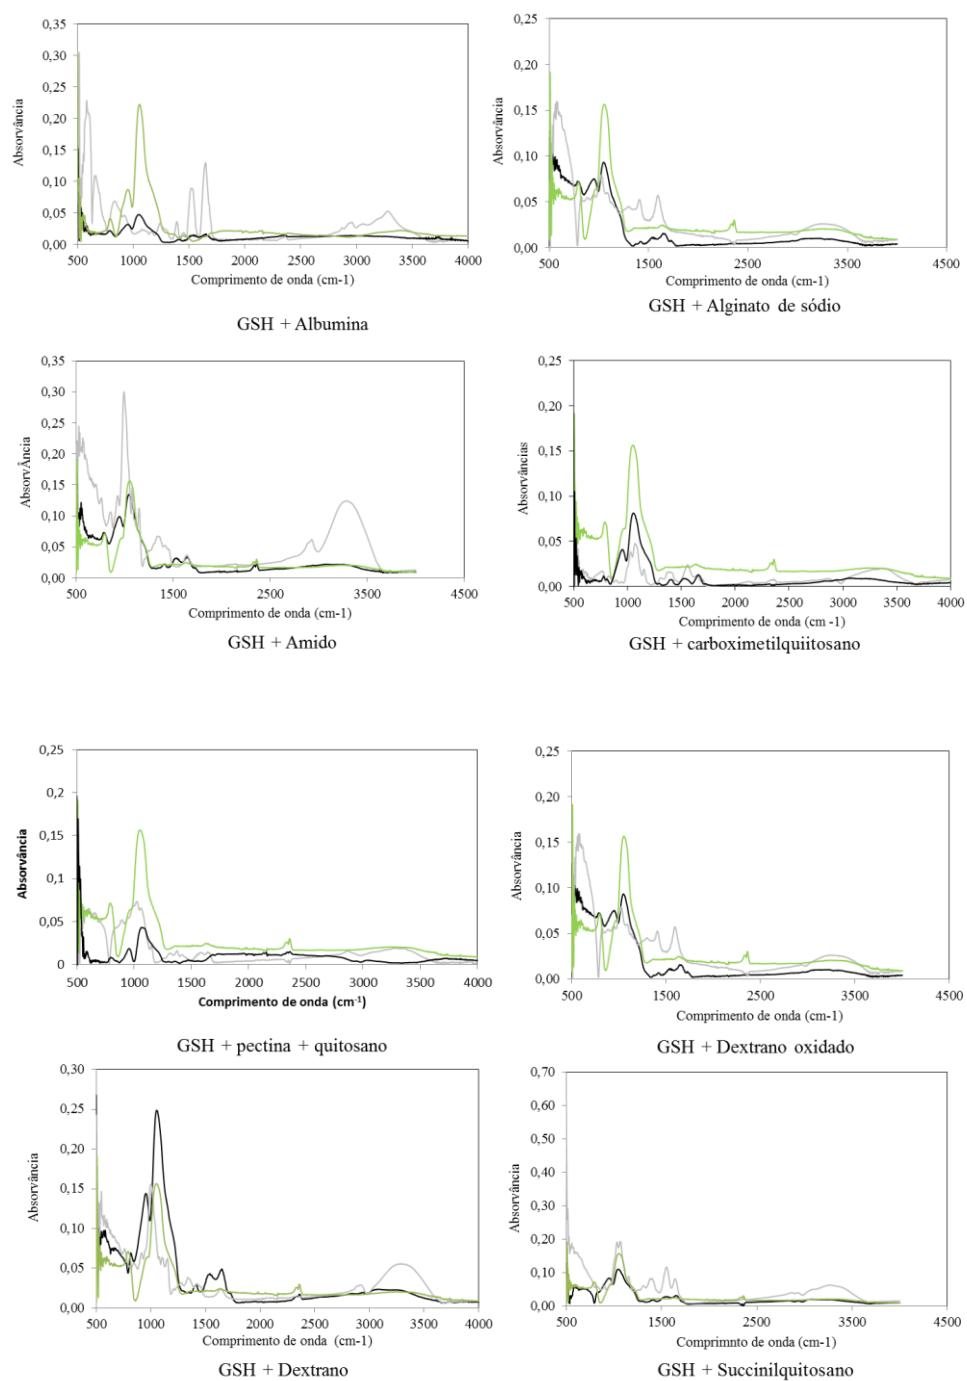 0,35
0,30
0,25
0,20
0,15
0,10
0,05
0,00
Absorvância
500 1000 1500 2000 2500 3000 3500 4000
Comprimento de onda (cm-1)
GSH + Albumina
0,25
0,20
0,15
0,10
0,05
0,00
Absorvância
500 1500 2500 3500 4500
Comprimento de onda (cm-1)
GSH + Alginato de sódio
0,35
0,30
0,25
0,20
0,15
0,10
0,05
0,00
AbsorvÂncia
500 1500 2500 3500 4500
Comprimento de onda (cm-1)
GSH + Amido
0,25
0,20
0,15
0,10
0,05
0,00
Absorvâncias
500 1000 1500 2000 2500 3000 3500 4000
Comprimento de onda (cm -1)
GSH + carboximetilquiitosano
0,25
0,2
0,15
0,1
0,05
0
Absorvância
500 1000 1500 2000 2500 3000 3500 4000
Comprimento de onda (cm-1)
GSH + pectina + quitosano
0,25
0,2
0,15
0,10
0,05
0,00
Absorvância
500 1500 2500 3500 4500
Comprimento de onda (cm-1)
GSH + Dextrano oxidado
0,30
0,25
0,20
0,15
0,10
0,05
0,00
Absorvância
500 1000 1500 2000 2500 3000 3500 4000
Comprimento de onda (cm-1)
GSH + Dextrano
0,70
0,60
0,50
0,40
0,30
0,20
0,10
0,00
Absorvância
500 1500 2500 3500 4500
Comprimnto de onda (cm-1)
GSH + Succinilquitosano